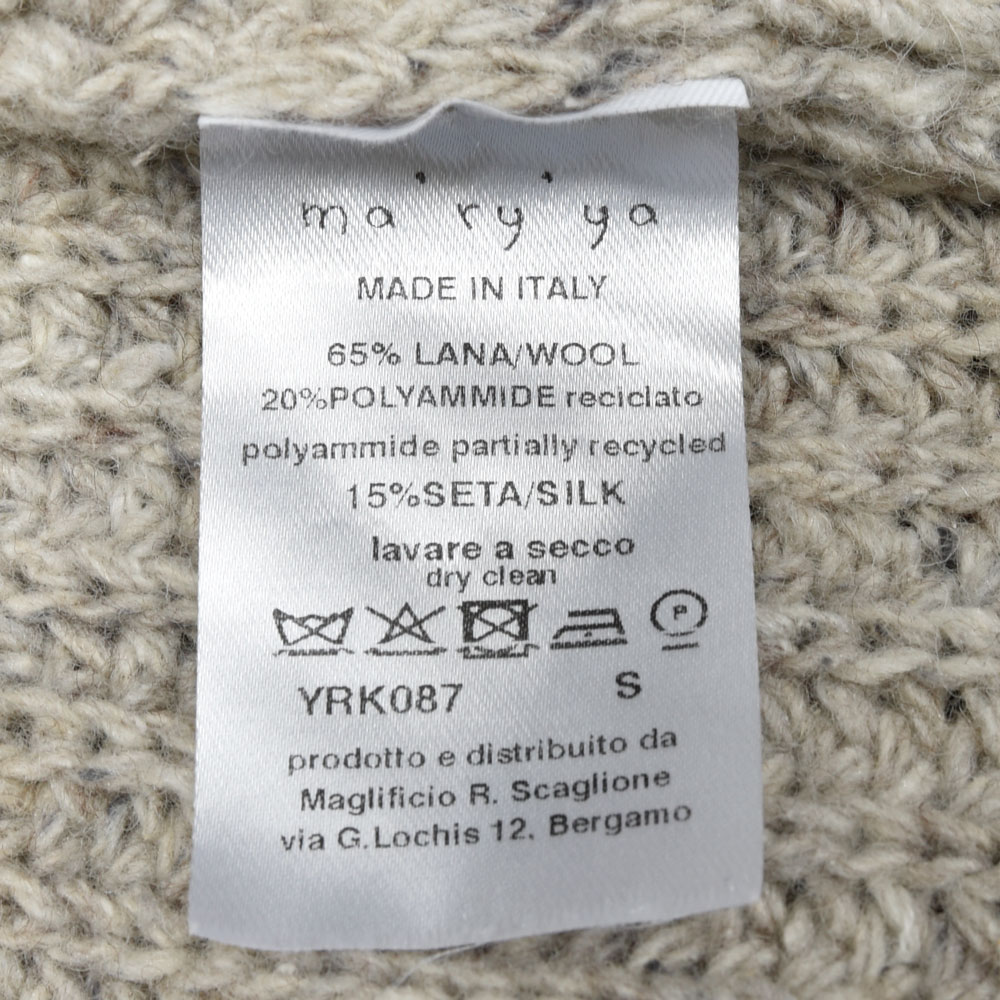 ma'ry'ya
MADE IN ITALY
65% LANA/WOOL
20%POLYAMMIDE reciclato
polyammide partially recycled
15%SETA/SILK
lavare a secco
dry clean
P
YRK087 S
prodotto e distribuito da
Maglificio R. Scaglione
via G.Lochis 12. Bergamo